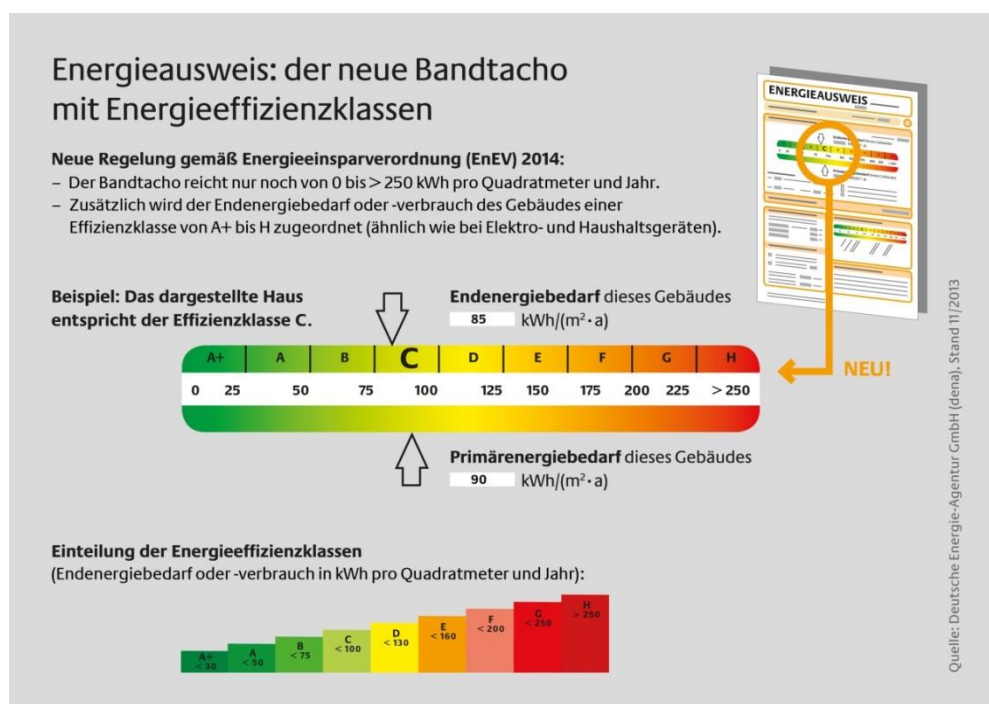 Energieausweis: der neue Bandtacho
mit Energieeffizienzklassen
ENERGIEAUSWEIS
Neue Regelung gemäß Energieeinsparverordnung (EnEV) 2014:
– Der Bandtacho reicht nur noch von 0 bis > 250 kWh pro Quadratmeter und Jahr.
– Zusätzlich wird der Endenergiebedarf oder -verbrauch des Gebäudes einer
Effizienzklasse von A+ bis H zugeordnet (ähnlich wie bei Elektro- und Haushaltsgeräten).
Beispiel: Das dargestellte Haus
entspricht der Effizienzklasse C.
Endenergiebedarf dieses Gebäudes
85 kWh/(m²·a)
A+ A B C D E F G H
0 25 50 75 100 125 150 175 200 225 > 250
NEU!
Primärenergiebedarf dieses Gebäudes
90 kWh/(m²·a)
Einteilung der Energieeffizienzklassen
(Endenergiebedarf oder -verbrauch in kWh pro Quadratmeter und Jahr):
A+ < 30
A < 50
B < 75
C < 100
D < 130
E < 160
F < 200
G < 250
H > 250
Quelle: Deutsche Energie-Agentur GmbH (dena), Stand 11/2013